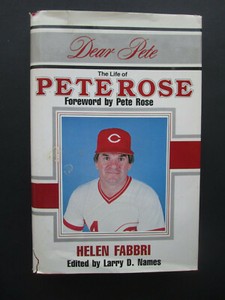 Dear Pete
The Life of
PETE ROSE
Foreword by Pete Rose
C
HELEN FABBRI
Edited by Larry D. Names